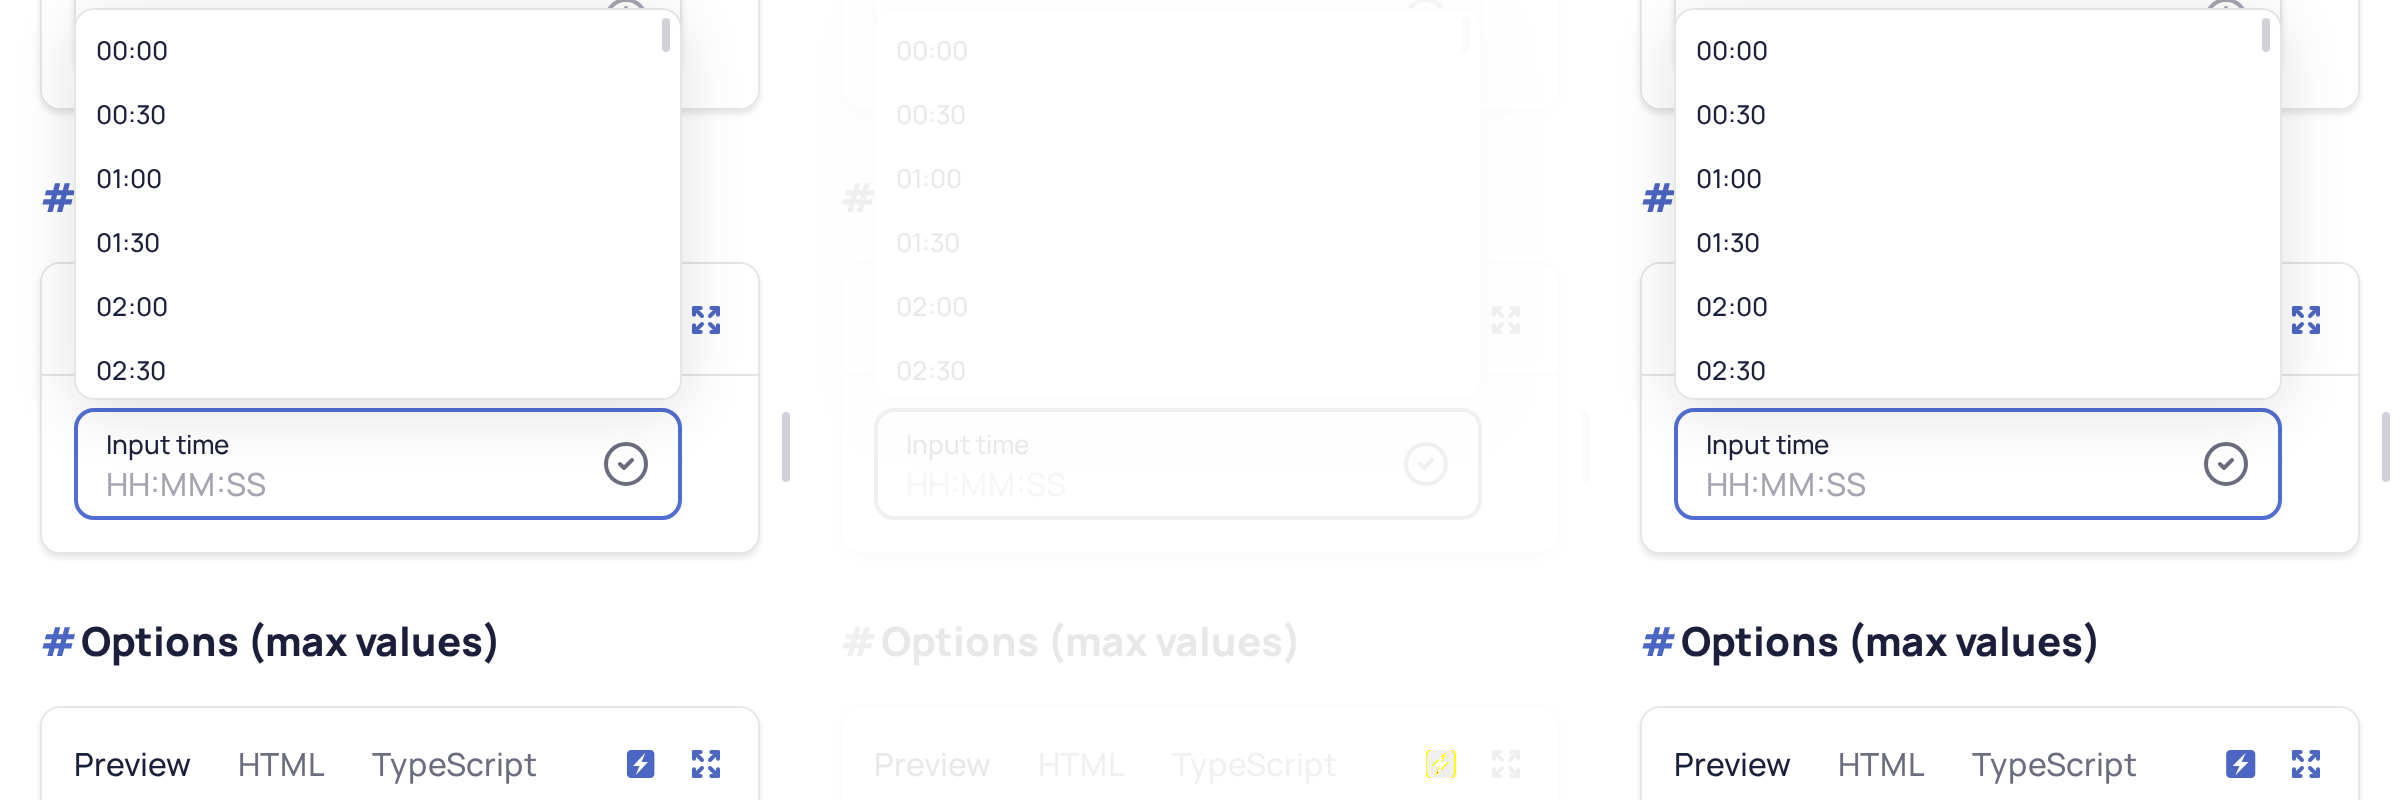 00:00
00:30
01:00
01:30
02:00
02:30
#
Input time
HH:MM:SS
# Options (max values)
Preview HTML TypeScript
00:00
00:30
01:00
01:30
02:00
02:30
#
Input time
HH:MM:SS
# Options (max values)
Preview HTML TypeScript
00:00
00:30
01:00
01:30
02:00
02:30
#
Input time
HH:MM:SS
# Options (max values)
Preview HTML TypeScript